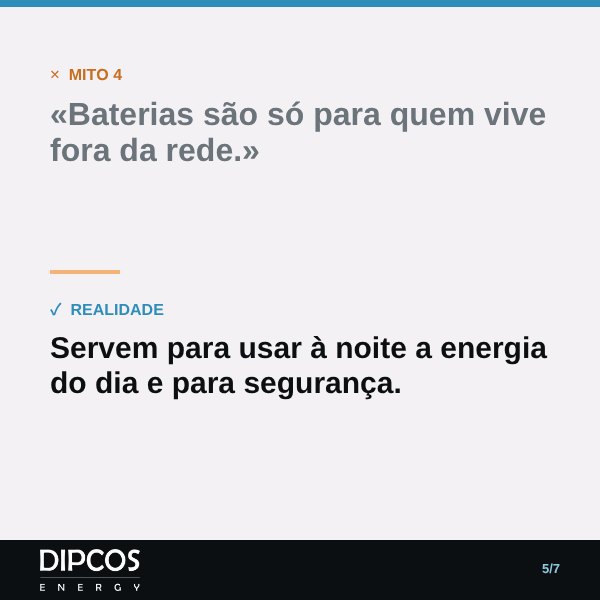 × MITO 4
«Baterias são só para quem vive
fora da rede.»
✓ REALIDADE
Servem para usar à noite a energia
do dia e para segurança.
DIPCOS
ENERGY
5/7